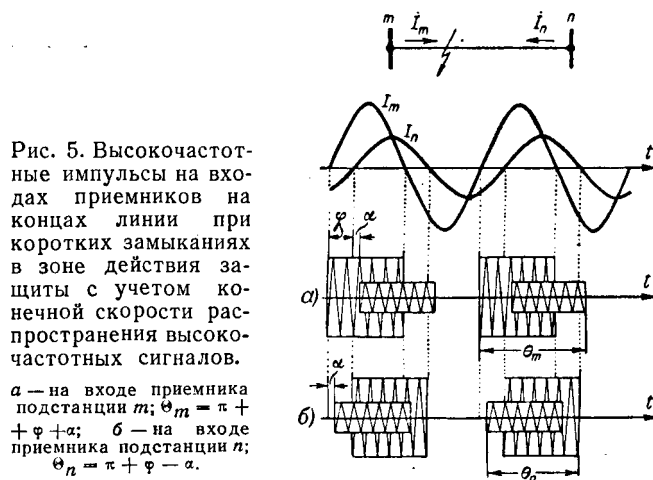 m
n
İₘ
İₙ
Iₘ
Iₙ
t
Рис. 5. Высокочастот-
ные импульсы на вхо-
дах приемников на
концах линии при
коротких замыканиях
в зоне действия за-
щиты с учетом ко-
нечной скорости рас-
пространения высоко-
частотных сигналов.
а — на входе приемника
подстанции m; Θₘ = π +
+ φ +α; б — на входе
приемника подстанции n;
Θₙ = π + φ — α.
φ
α
а)
t
Θₘ
α
б)
t
Θₙ